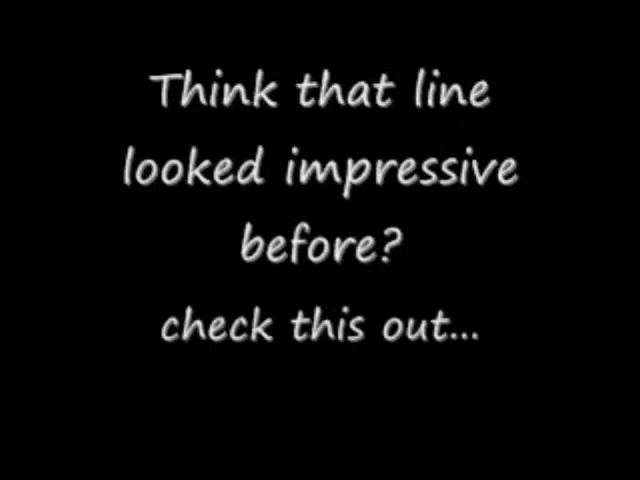 Think that line
looked impressive
before?
check this out...